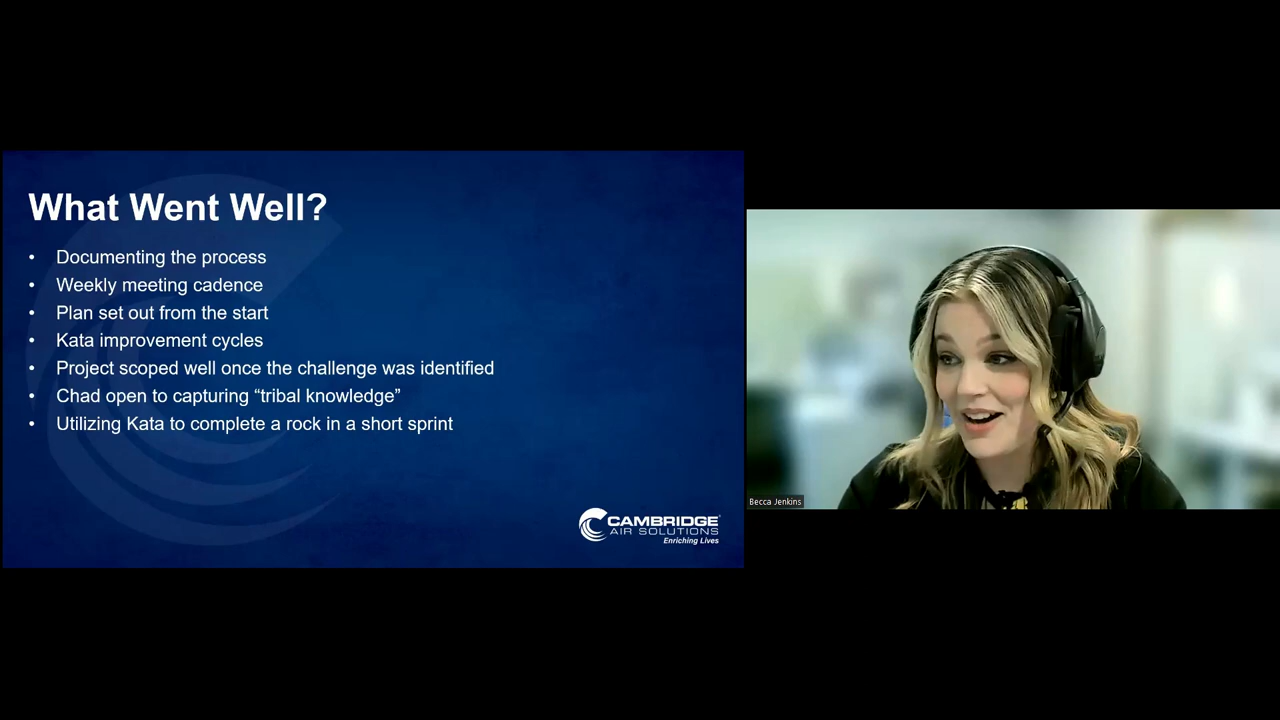 What Went Well?
• Documenting the process
• Weekly meeting cadence
• Plan set out from the start
• Kata improvement cycles
• Project scoped well once the challenge was identified
• Chad open to capturing “tribal knowledge”
• Utilizing Kata to complete a rock in a short sprint
CAMBRIDGE
AIR SOLUTIONS
Enriching Lives
Becca Jenkins